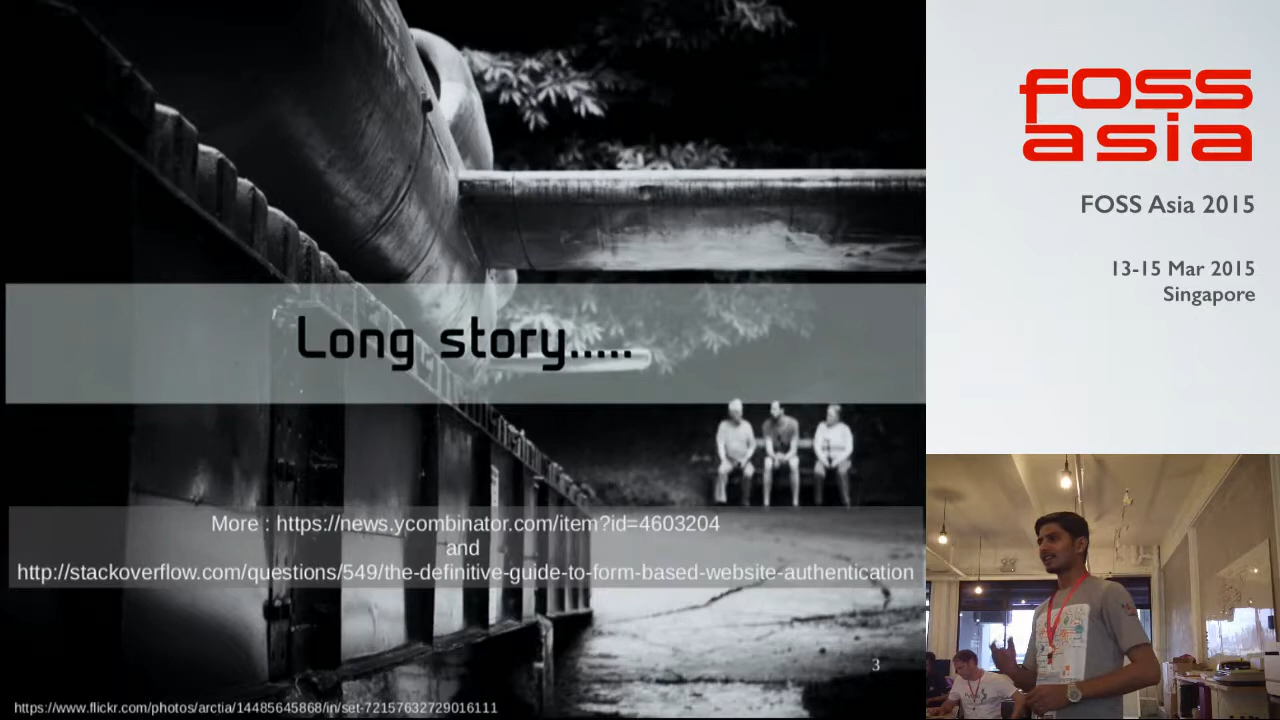 Long story.....
More : https://news.ycombinator.com/item?id=4603204
and
http://stackoverflow.com/questions/549/the-definitive-guide-to-form-based-website-authentication
3
https://www.flickr.com/photos/arctia/14485645868/in/set-72157632729016111
foss
asia
FOSS Asia 2015
13-15 Mar 2015
Singapore